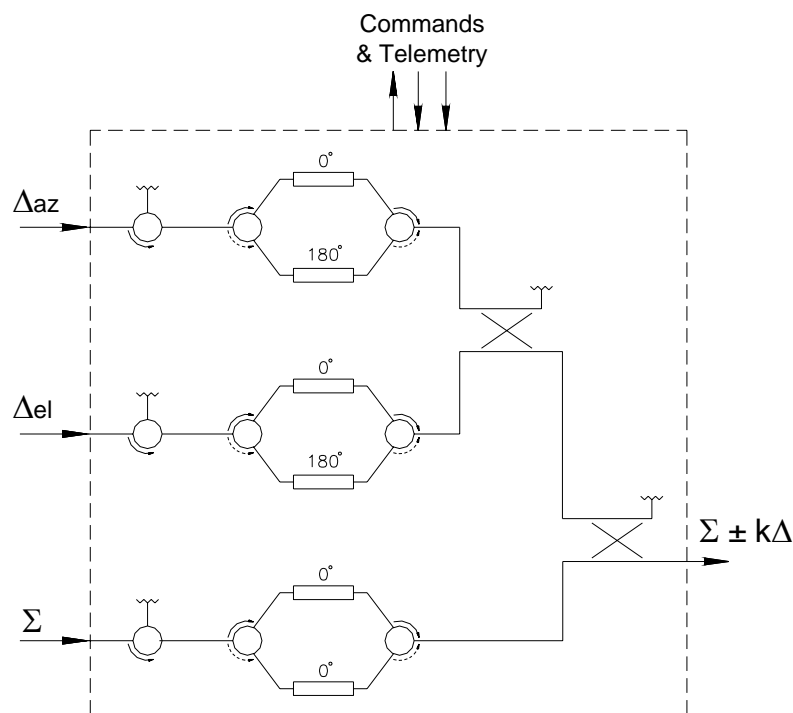 Commands
& Telemetry
0°
Δaz
180°
0°
Δel
180°
Σ ± kΔ
0°
Σ
0°